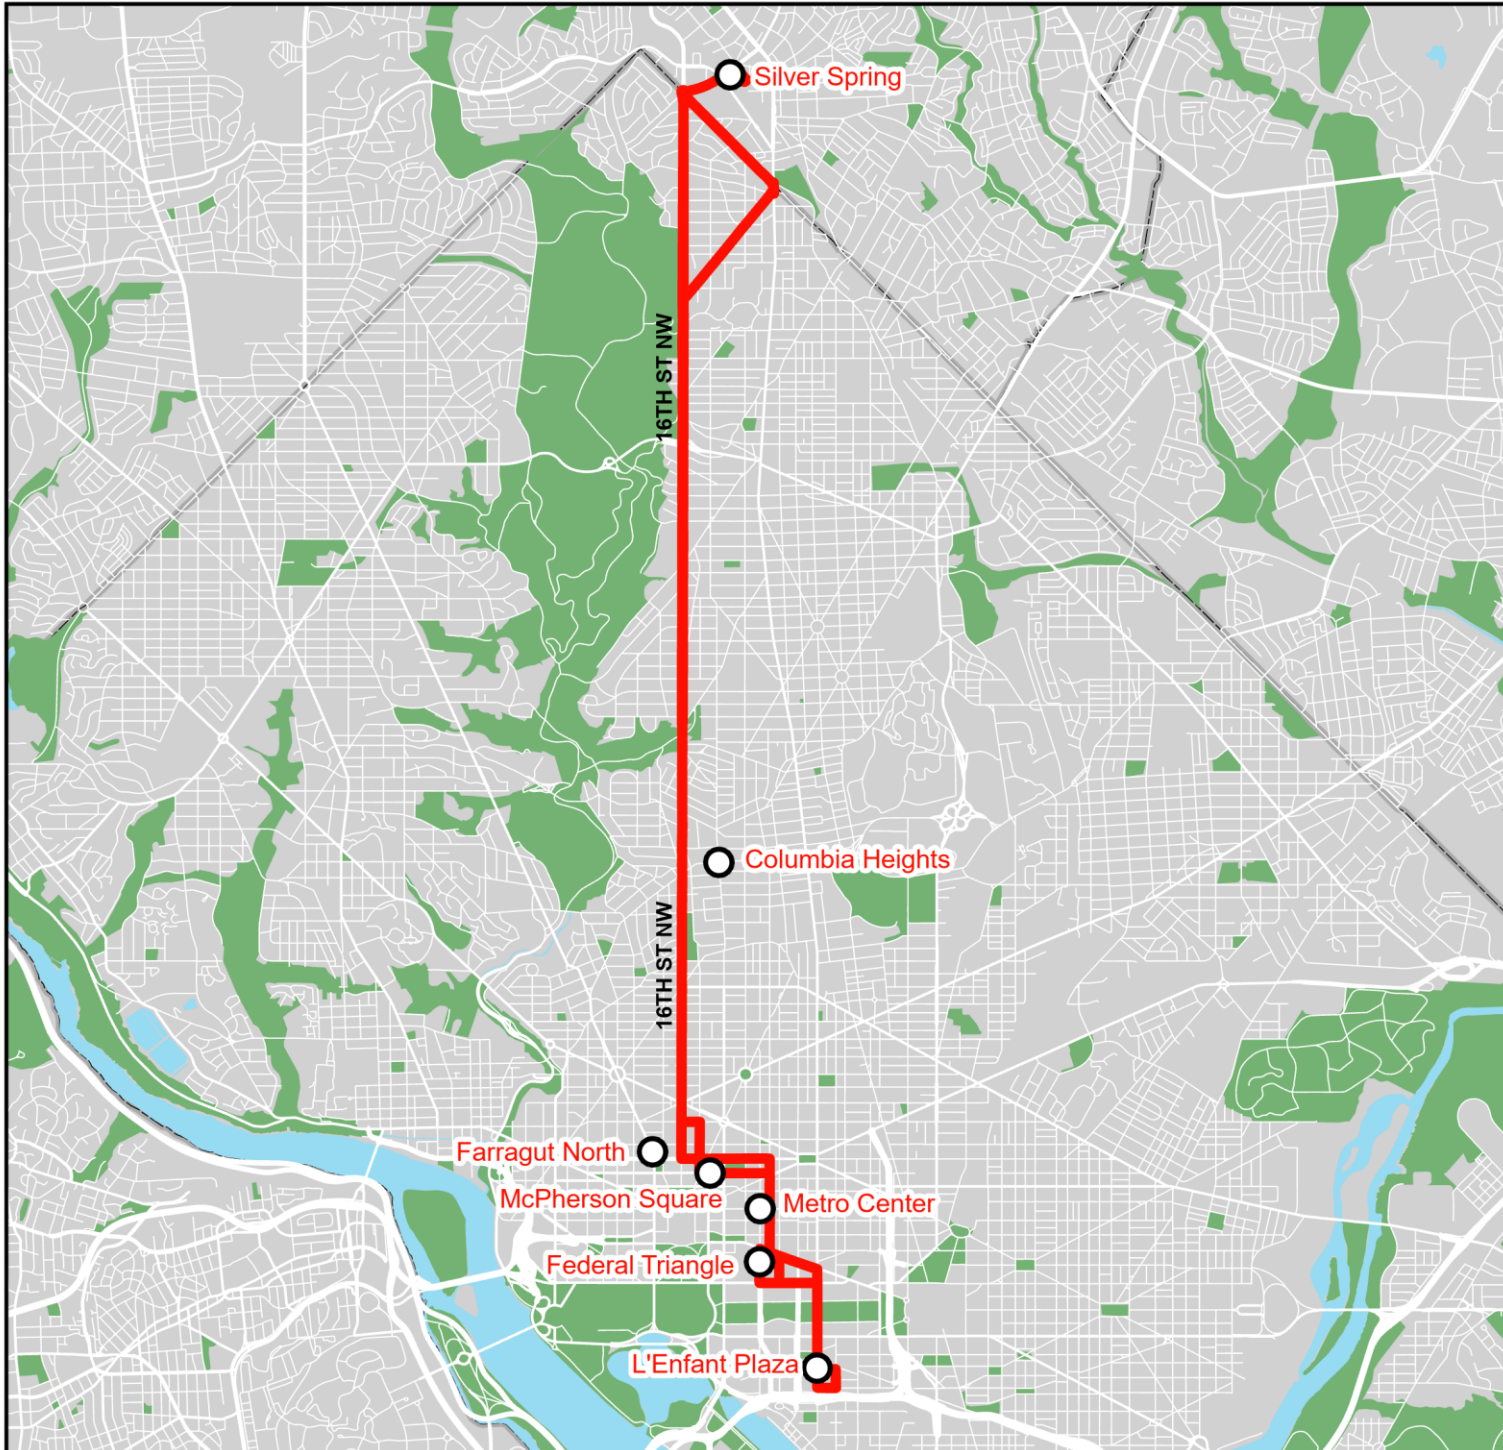 Silver Spring
16TH ST NW
Columbia Heights
16TH ST NW
Farragut North
McPherson Square
Metro Center
Federal Triangle
L'Enfant Plaza